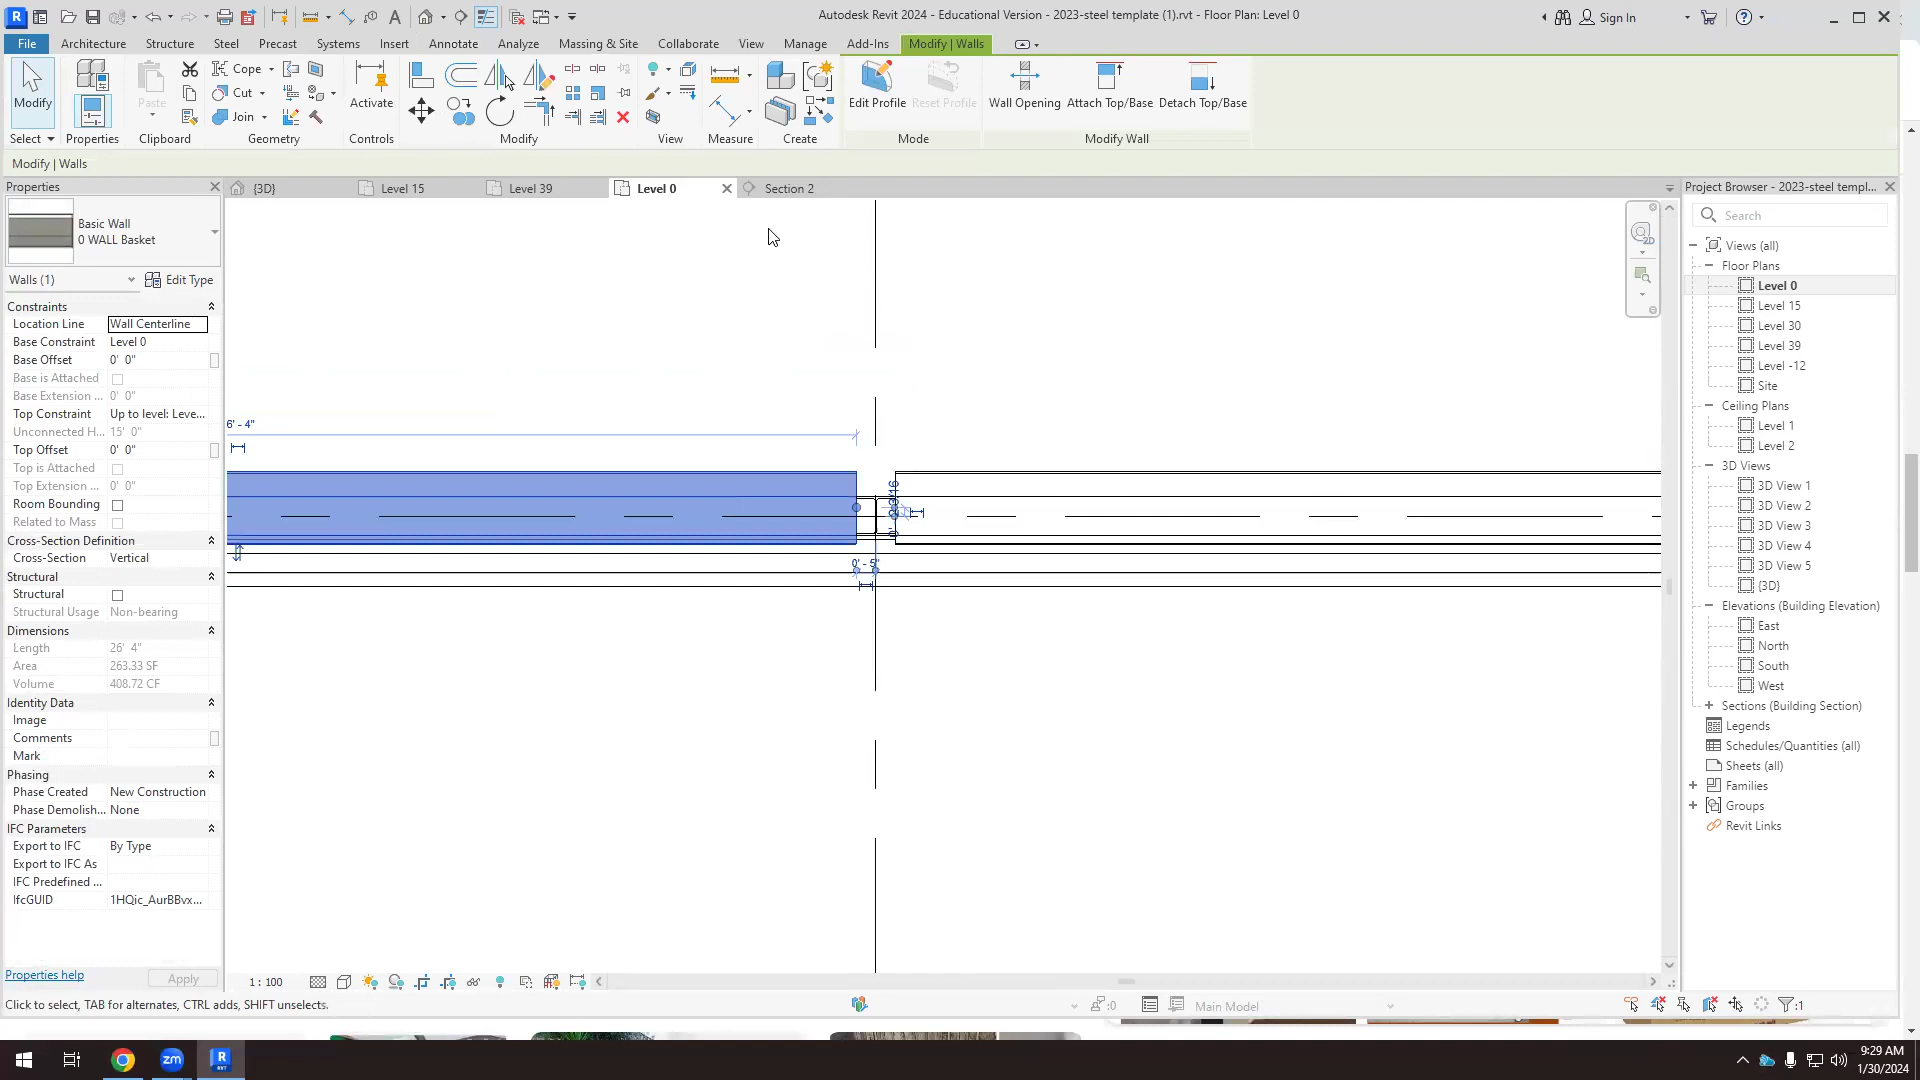 Autodesk Revit 2024 - Educational Version - 2023-steel template (1).rvt - Floor Plan: Level 0
Sign In
File Architecture Structure Steel Precast Systems Insert Annotate Analyze Massing & Site Collaborate View Manage Add-Ins Modify | Walls
Modify
Paste
Cope
Cut
Join
Activate
Edit Profile Reset Profile
Wall Opening Attach Top/Base Detach Top/Base
Select Properties Clipboard Geometry Controls Modify View Measure Create Mode Modify Wall
Modify | Walls
Properties
{3D}
Level 15
Level 39
Level 0
Section 2
Project Browser - 2023-steel templ...
Basic Wall
0 WALL Basket
Walls (1)
Edit Type
Constraints
Location Line Wall Centerline
Base Constraint Level 0
Base Offset 0' 0"
Base is Attached
Base Extension ... 0' 0"
Top Constraint Up to level: Leve...
Unconnected H... 15' 0"
Top Offset 0' 0"
Top is Attached
Top Extension ... 0' 0"
Room Bounding
Related to Mass
Cross-Section Definition
Cross-Section Vertical
Structural
Structural
Structural Usage Non-bearing
Dimensions
Length 26' 4"
Area 263.33 SF
Volume 408.72 CF
Identity Data
Image
Comments
Mark
Phasing
Phase Created New Construction
Phase Demolish... None
IFC Parameters
Export to IFC By Type
Export to IFC As
IFC Predefined ...
IfcGUID 1HQic_AurBBvx...
Properties help
Apply
6' - 4"
0' - 5"
2D
Search
Views (all)
Floor Plans
Level 0
Level 15
Level 30
Level 39
Level -12
Site
Ceiling Plans
Level 1
Level 2
3D Views
3D View 1
3D View 2
3D View 3
3D View 4
3D View 5
{3D}
Elevations (Building Elevation)
East
North
South
West
Sections (Building Section)
Legends
Schedules/Quantities (all)
Sheets (all)
Families
Groups
Revit Links
1 : 100
Click to select, TAB for alternates, CTRL adds, SHIFT unselects.
:0
Main Model
:1
zm
R
RVT
9:29 AM
1/30/2024